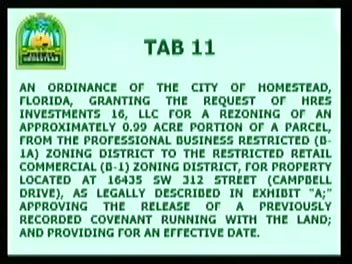 HOMESTEAD
TAB 11
AN ORDINANCE OF THE CITY OF HOMESTEAD,
FLORIDA, GRANTING THE REQUEST OF HRES
INVESTMENTS 16, LLC FOR A REZONING OF AN
APPROXIMATELY 0.99 ACRE PORTION OF A PARCEL,
FROM THE PROFESSIONAL BUSINESS RESTRICTED (B-
1A) ZONING DISTRICT TO THE RESTRICTED RETAIL
COMMERCIAL (B-1) ZONING DISTRICT, FOR PROPERTY
LOCATED AT 16435 SW 312 STREET (CAMPBELL
DRIVE), AS LEGALLY DESCRIBED IN EXHIBIT "A;"
APPROVING THE RELEASE OF A PREVIOUSLY
RECORDED COVENANT RUNNING WITH THE LAND;
AND PROVIDING FOR AN EFFECTIVE DATE.